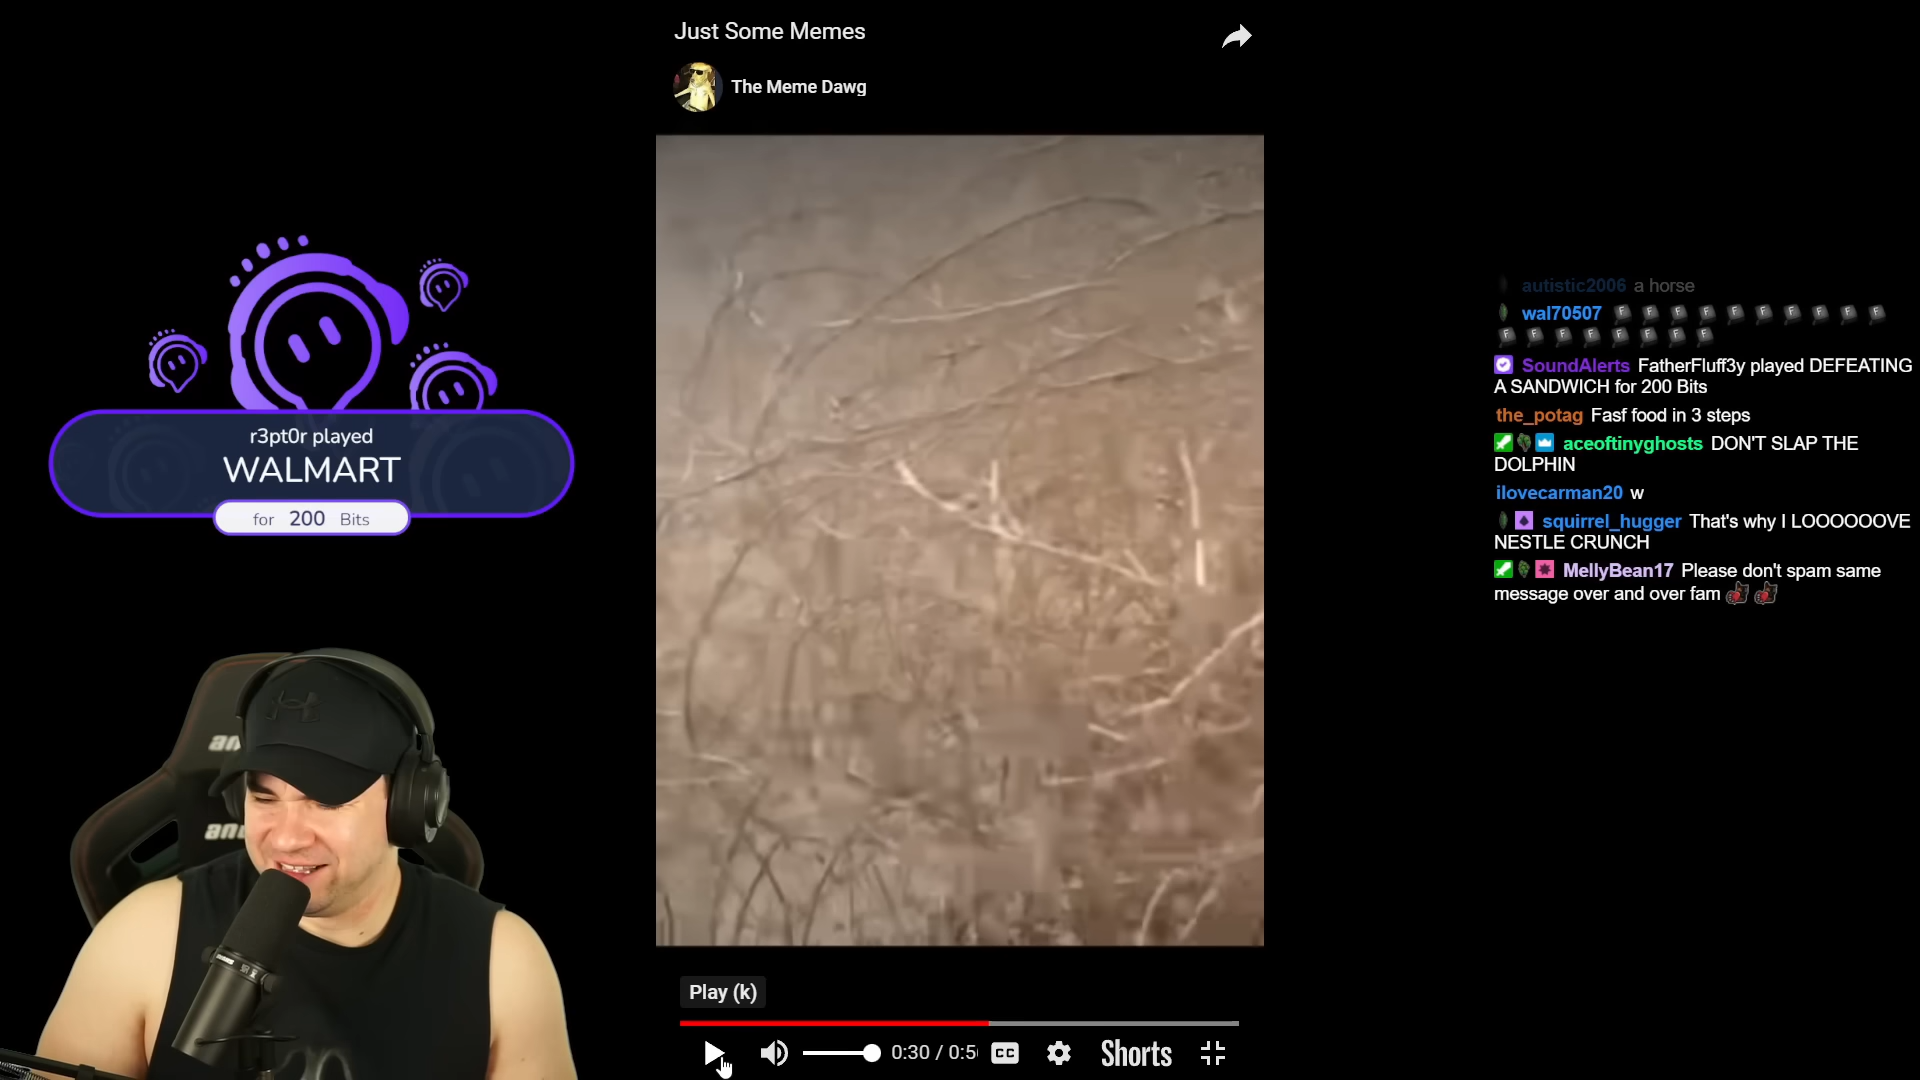 Just Some Memes
The Meme Dawg
r3pt0r played
WALMART
for 200 Bits
autistic2006 a horse
wal70507 F F F F F F F F F F
F F F F F F F F
SoundAlerts FatherFluff3y played DEFEATING
A SANDWICH for 200 Bits
the_potag Fasf food in 3 steps
aceoftinyghosts DON'T SLAP THE
DOLPHIN
ilovecarman20 w
squirrel_hugger That's why I LOOOOOOVE
NESTLE CRUNCH
MellyBean17 Please don't spam same
message over and over fam
Play (k)
0:30 / 0:5
CC
Shorts